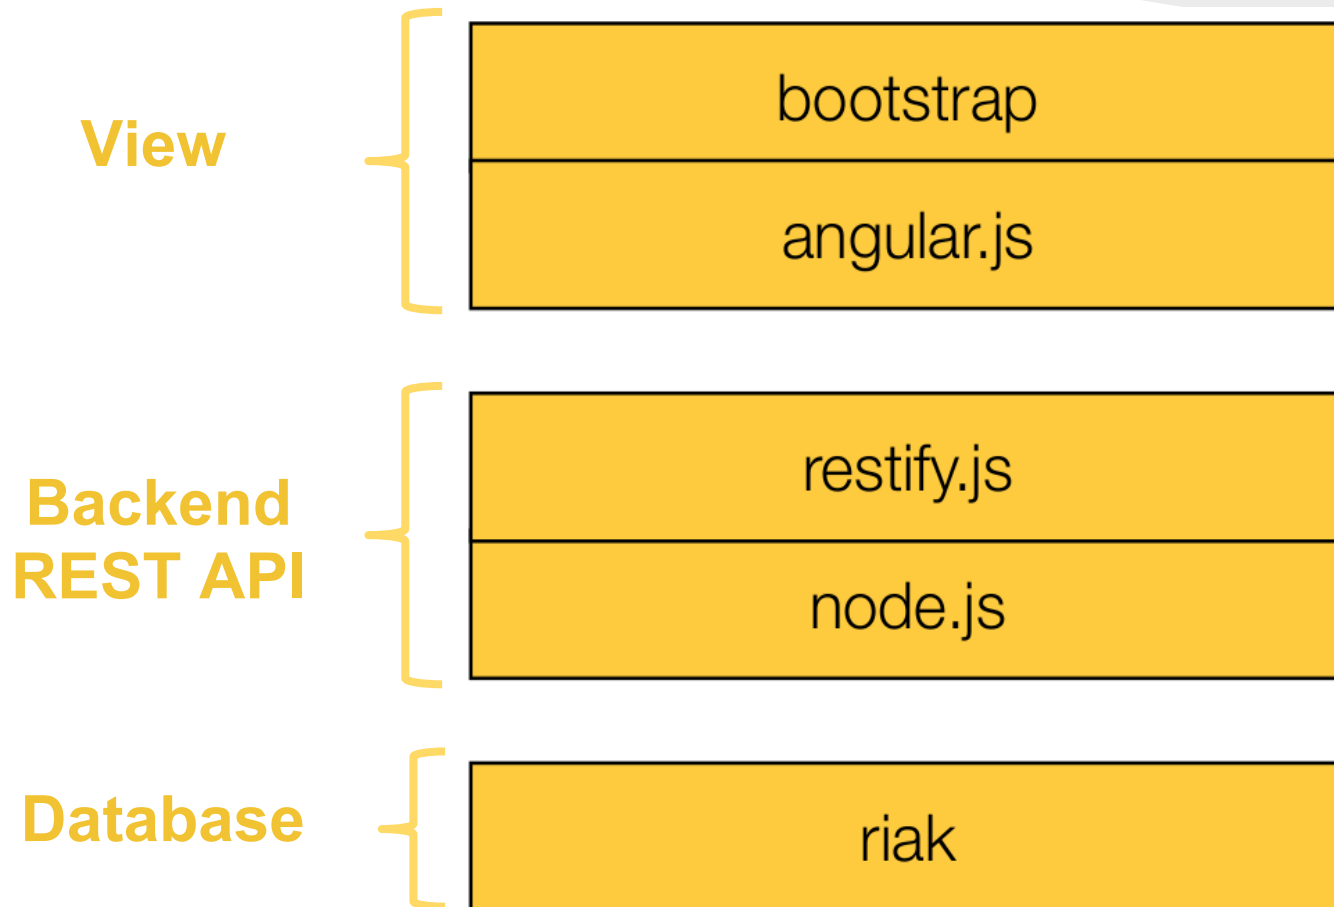 View
bootstrap
angular.js
Backend
REST API
restify.js
node.js
Database
riak